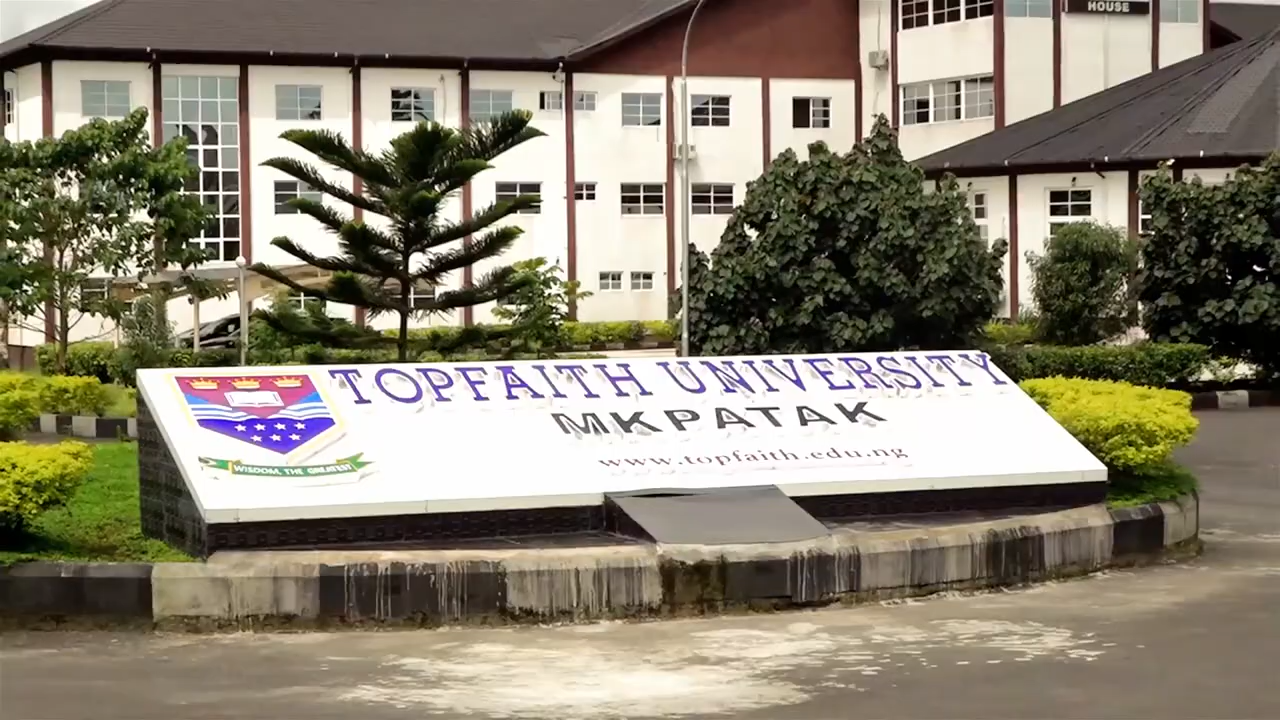 HOUSE
TOPFAITH UNIVERSITY
MKPATAK
www.topfaith.edu.ng
WISDOM, THE GREATEST